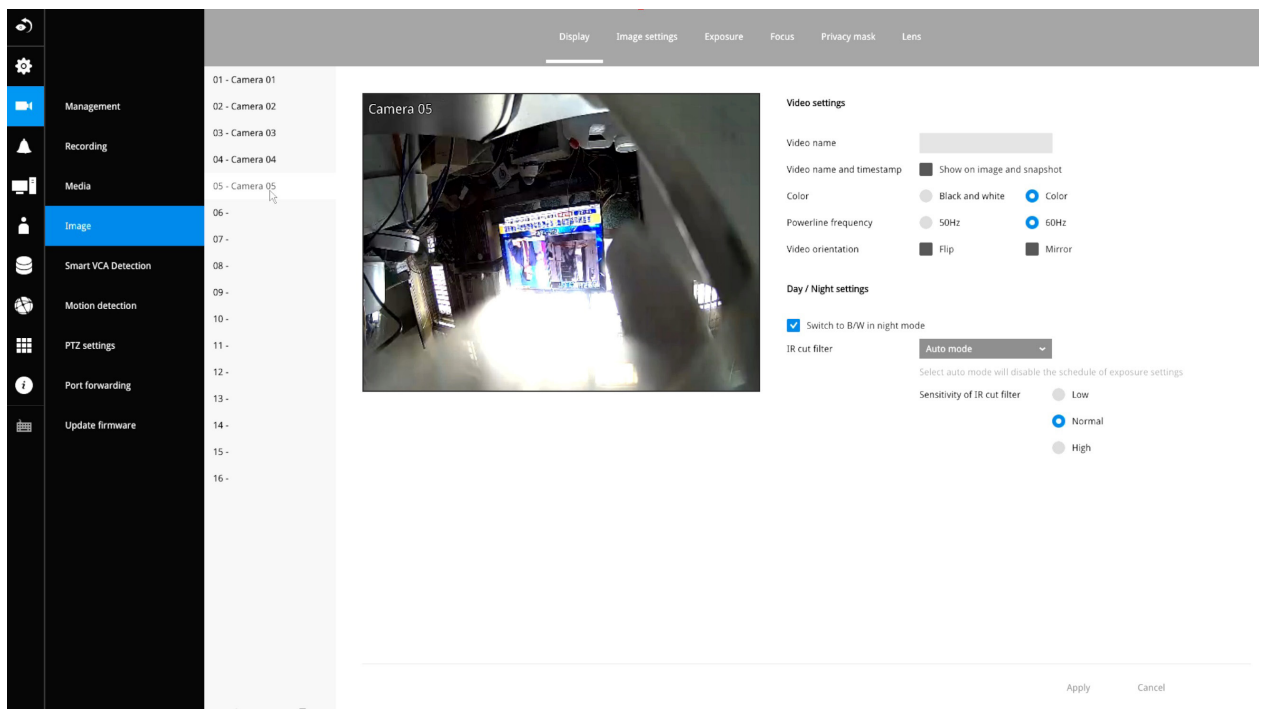 Display Image settings Exposure Focus Privacy mask Lens
Management
Recording
Media
Image
Smart VCA Detection
Motion detection
PTZ settings
Port forwarding
Update firmware
01 - Camera 01
02 - Camera 02
03 - Camera 03
04 - Camera 04
05 - Camera 05
06 -
07 -
08 -
09 -
10 -
11 -
12 -
13 -
14 -
15 -
16 -
Camera 05
Video settings
Video name
Video name and timestamp Show on image and snapshot
Color Black and white Color
Powerline frequency 50Hz 60Hz
Video orientation Flip Mirror
Day / Night settings
Switch to B/W in night mode
IR cut filter Auto mode
Select auto mode will disable the schedule of exposure settings
Sensitivity of IR cut filter Low
Normal
High
Apply Cancel